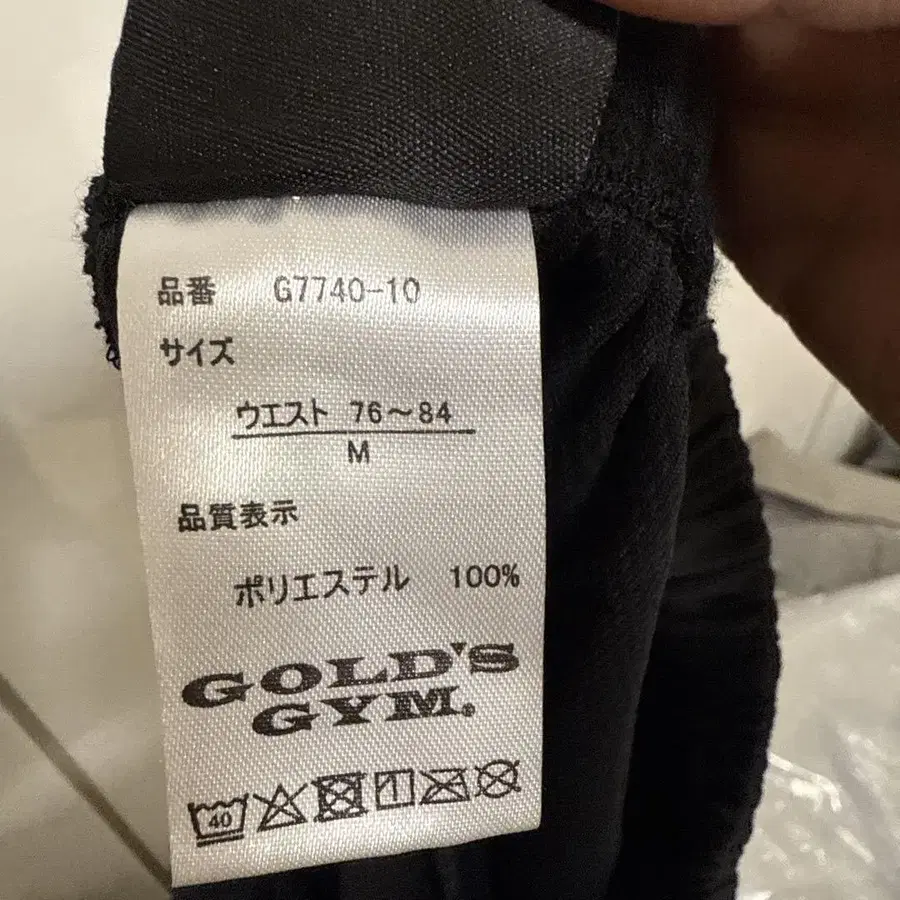 品番 G7740-10
サイズ
ウエスト 76～84
M
品質表示
ポリエステル 100%
GOLD'S
GYM®
40